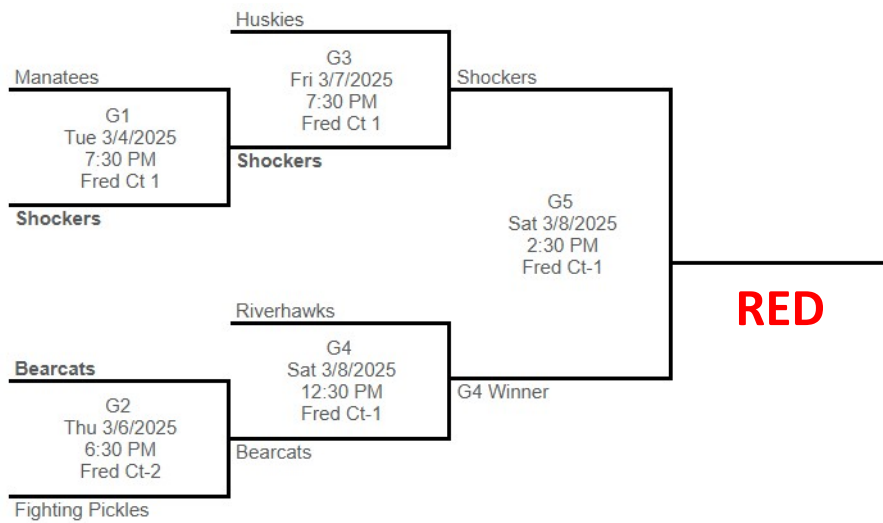 Huskies
G3
Fri 3/7/2025
7:30 PM
Fred Ct 1
Manatees
Shockers
G1
Tue 3/4/2025
7:30 PM
Fred Ct 1
Shockers
Shockers
G5
Sat 3/8/2025
2:30 PM
Fred Ct-1
RED
Riverhawks
G4
Sat 3/8/2025
12:30 PM
Fred Ct-1
Bearcats
G4 Winner
G2
Thu 3/6/2025
6:30 PM
Fred Ct-2
Bearcats
Fighting Pickles